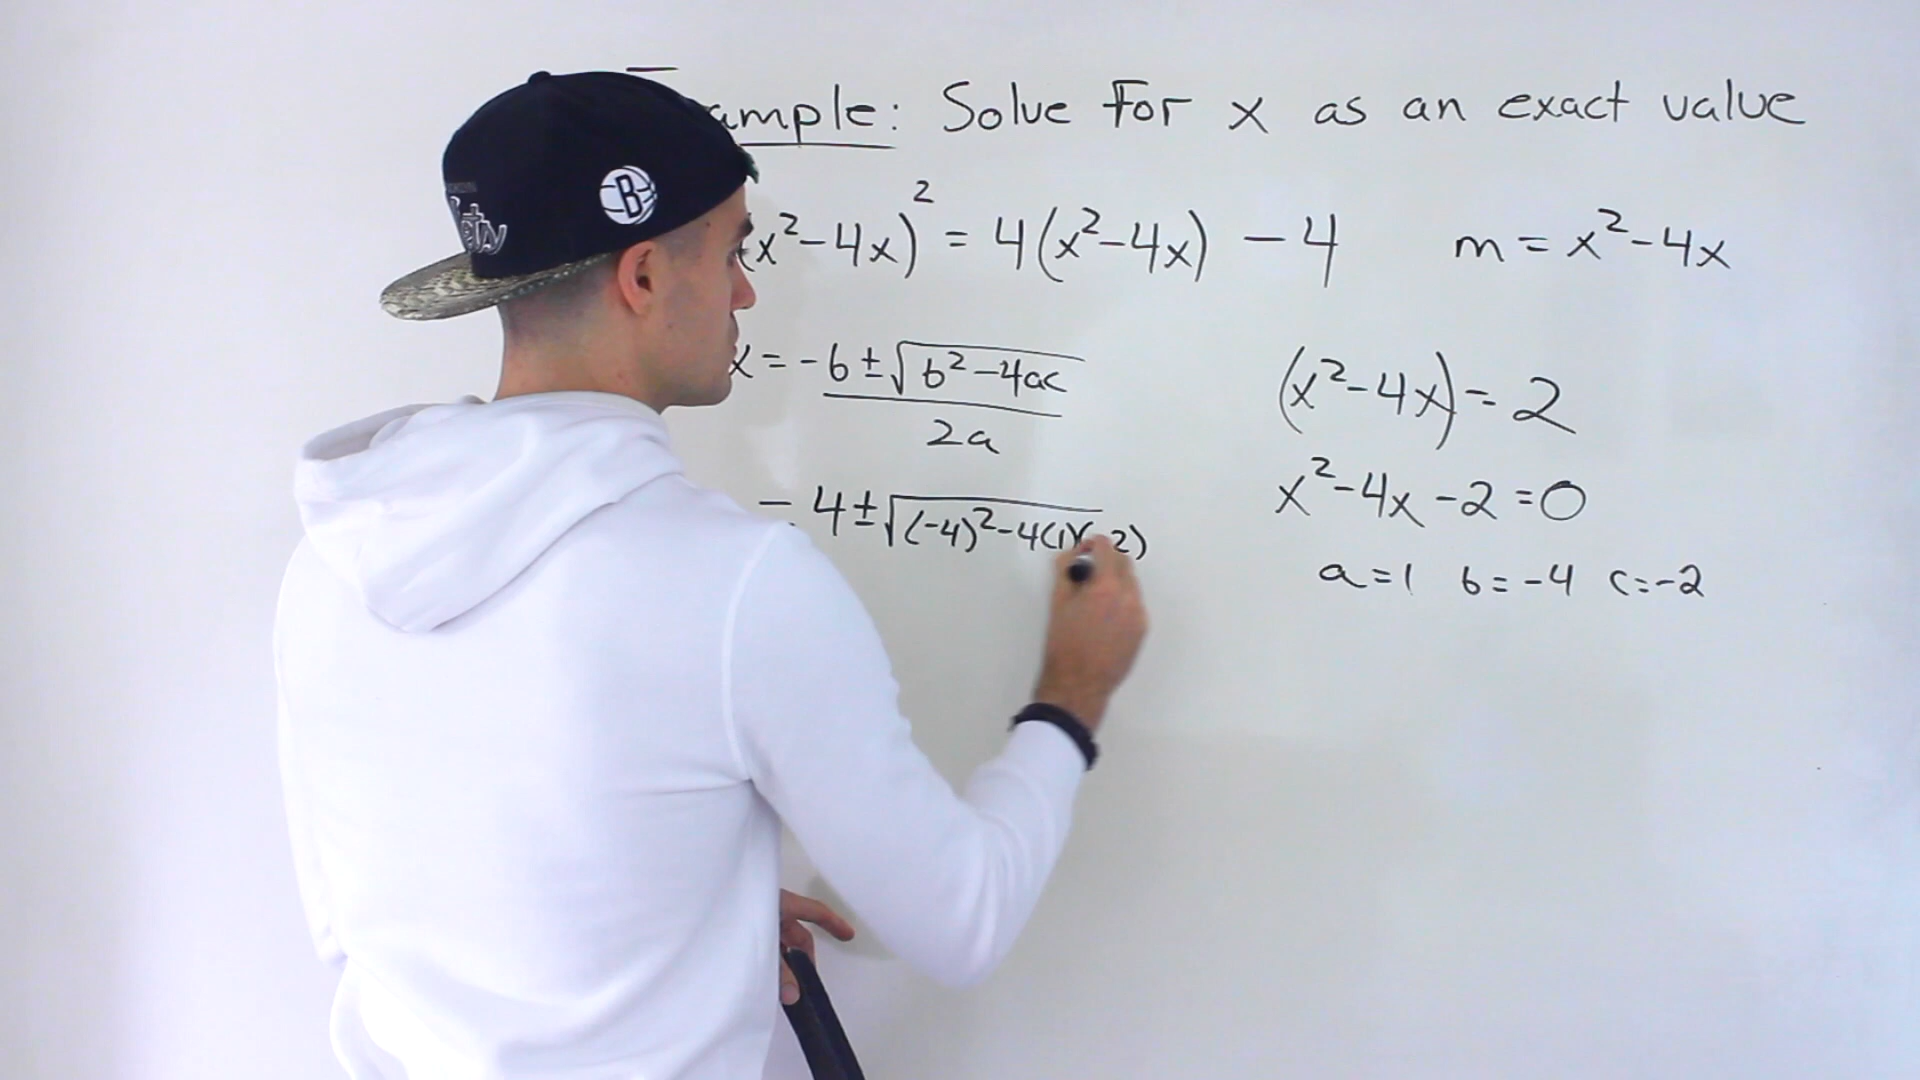 ample: Solve for x as an exact value
(x²-4x)² = 4(x²-4x) - 4 m = x²-4x
x = -b ± √(b²-4ac) / 2a
(x²-4x) = 2
= 4 ± √((-4)²-4(1)(-2)
x²-4x-2=0
a=1 b=-4 c=-2
B